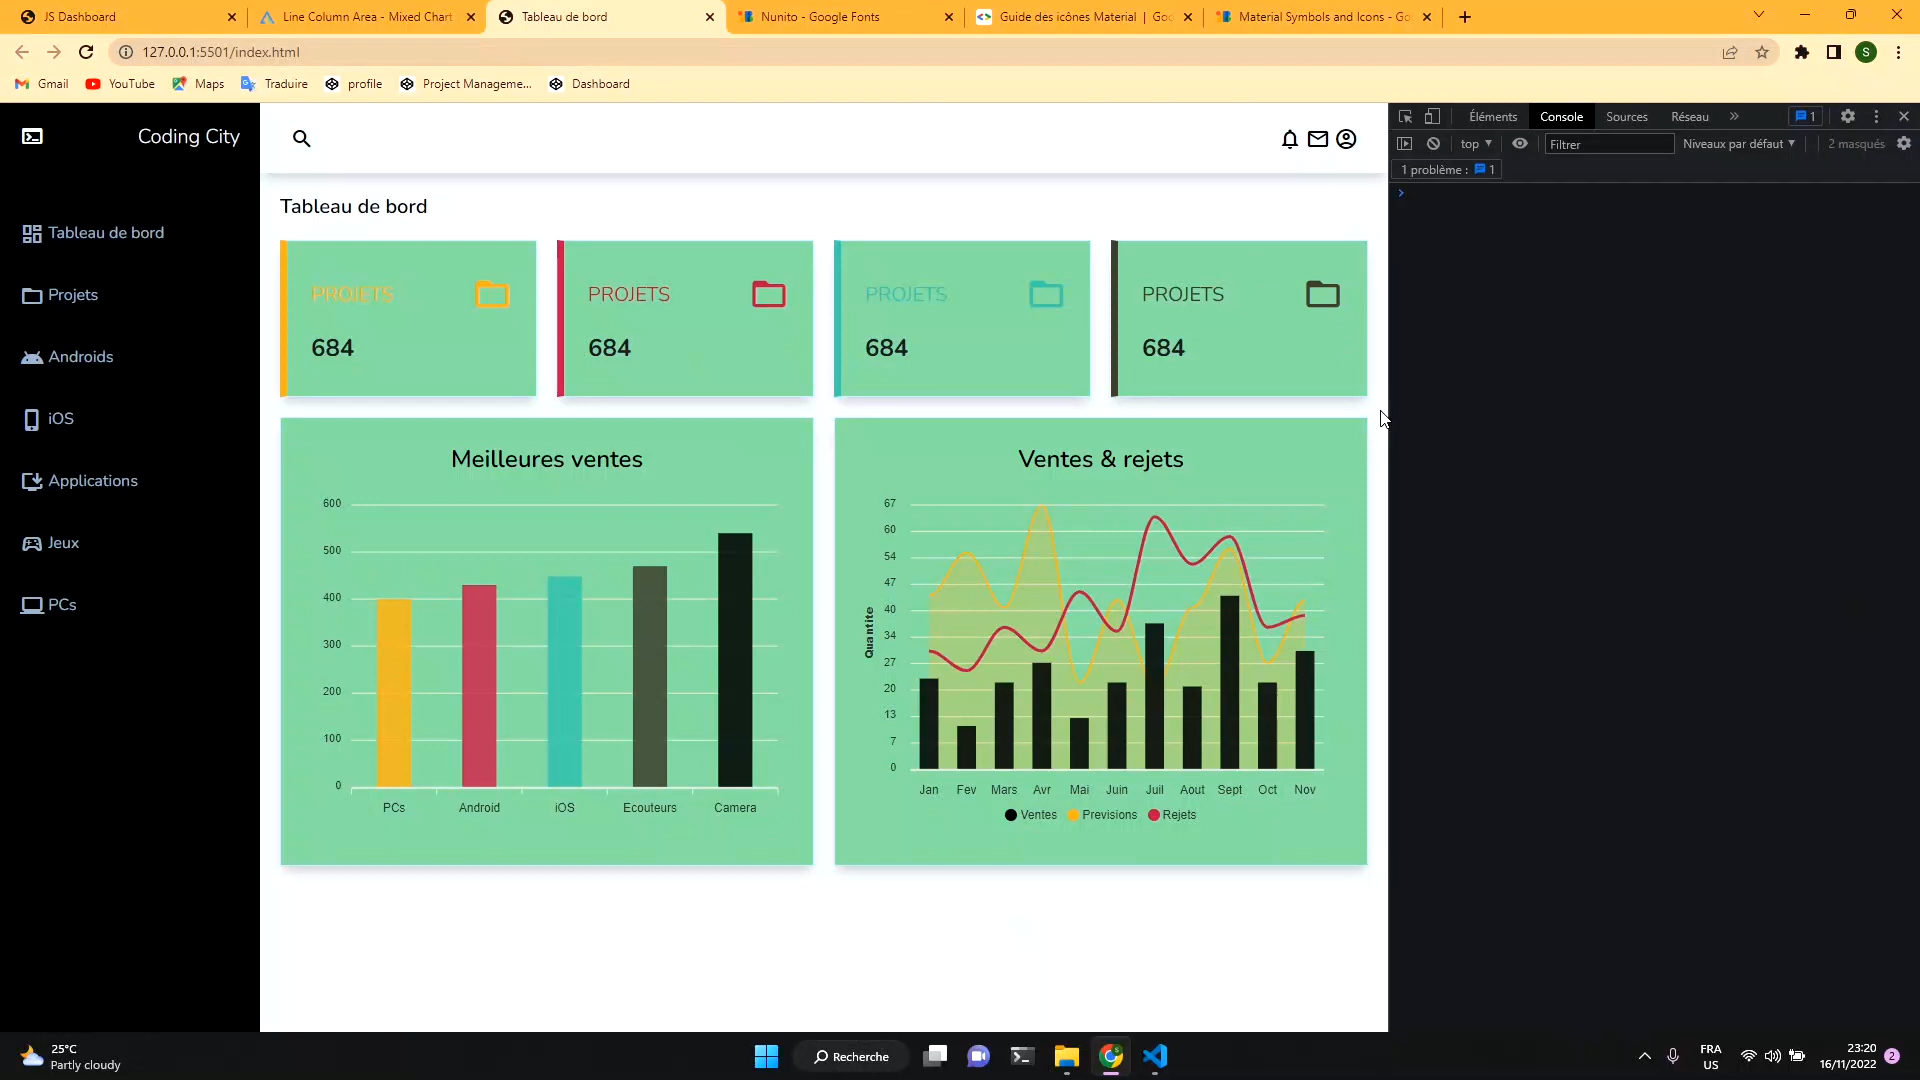 JS Dashboard
Line Column Area - Mixed Chart
Tableau de bord
Nunito - Google Fonts
Guide des icônes Material | Goo
Material Symbols and Icons - Go
127.0.0.1:5501/index.html
S
Gmail
YouTube
Maps
Traduire
profile
Project Manageme...
Dashboard
Coding City
Tableau de bord
Projets
Androids
iOS
Applications
Jeux
PCs
Tableau de bord
PROJETS
684
PROJETS
684
PROJETS
684
PROJETS
684
Meilleures ventes
600
500
400
300
200
100
0
PCs Android iOS Ecouteurs Camera
Ventes & rejets
Quantite
67
60
54
47
40
34
27
20
13
7
0
Jan Fev Mars Avr Mai Juin Juil Aout Sept Oct Nov
Ventes Previsions Rejets
Éléments Console Sources Réseau » 1
top Filtrer Niveaux par défaut 2 masqués
1 problème : 1
25°C
Partly cloudy
Recherche
FRA
US
23:20
16/11/2022
2